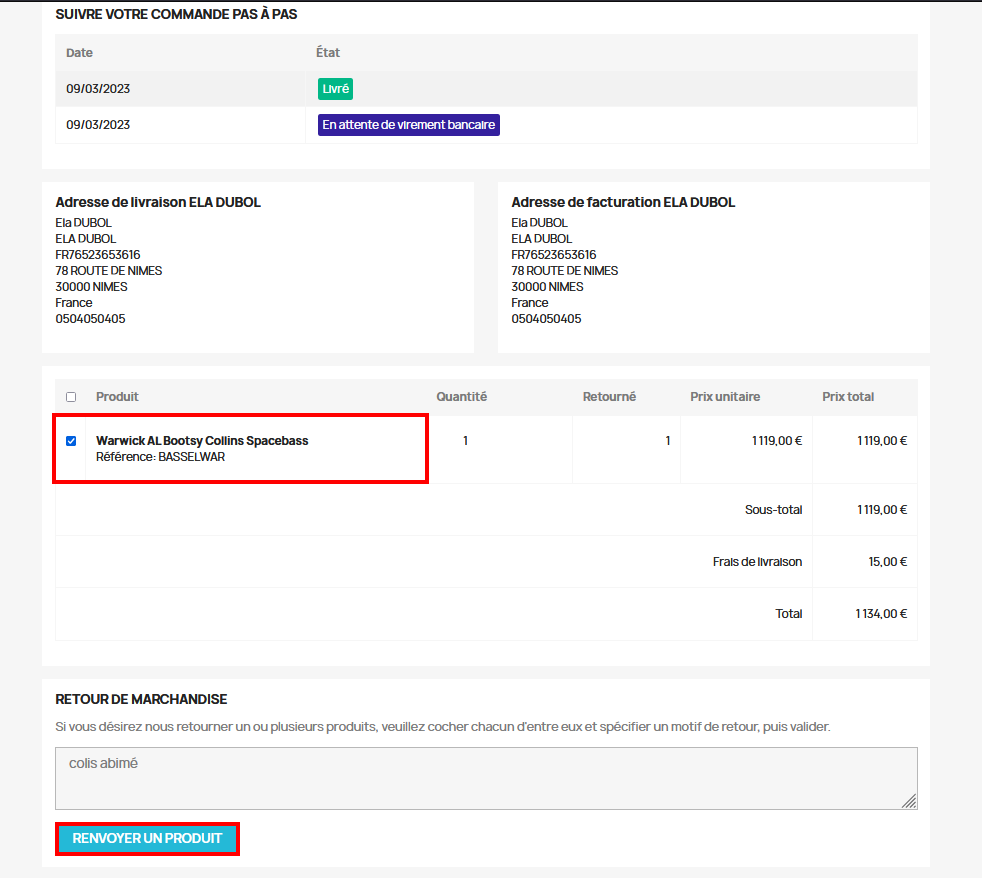 SUIVRE VOTRE COMMANDE PAS À PAS
Date État
09/03/2023 Livré
09/03/2023 En attente de virement bancaire
Adresse de livraison ELA DUBOL
Ela DUBOL
ELA DUBOL
FR76523653616
78 ROUTE DE NIMES
30000 NIMES
France
0504050405
Adresse de facturation ELA DUBOL
Ela DUBOL
ELA DUBOL
FR76523653616
78 ROUTE DE NIMES
30000 NIMES
France
0504050405
Produit Quantité Retourné Prix unitaire Prix total
Warwick AL Bootsy Collins Spacebass 1 1 1 119,00 € 1 119,00 €
Référence: BASSELWAR
Sous-total 1 119,00 €
Frais de livraison 15,00 €
Total 1 134,00 €
RETOUR DE MARCHANDISE
Si vous désirez nous retourner un ou plusieurs produits, veuillez cocher chacun d'entre eux et spécifier un motif de retour, puis valider.
colis abimé
RENVOYER UN PRODUIT